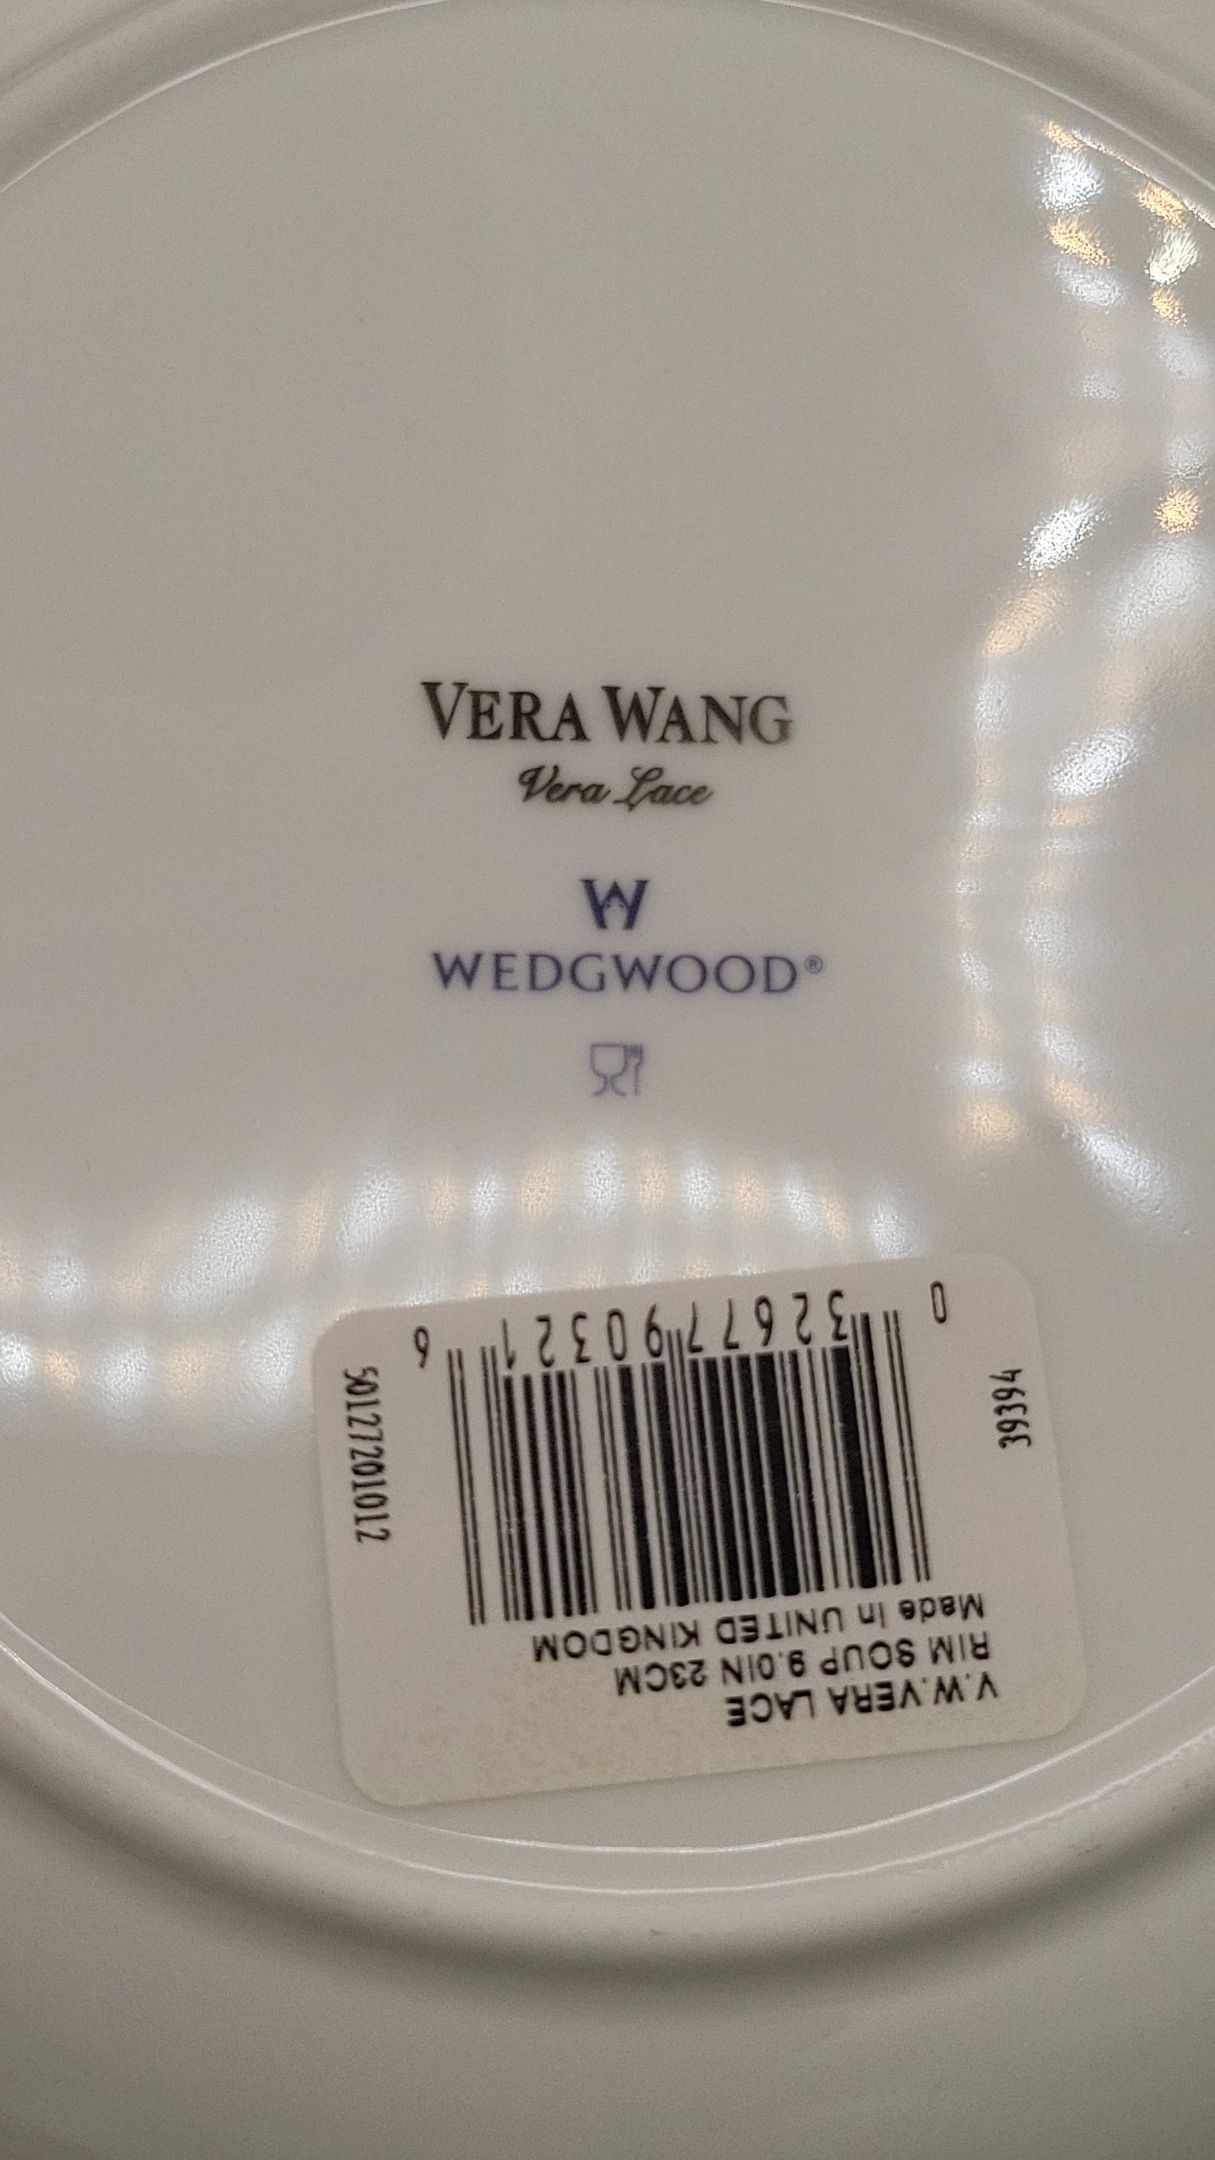 VERA WANG
Vera Lace
W
WEDGWOOD®
V.W.VERA LACE
RIM SOUP 9.0IN 23CM
Made in UNITED KINGDOM
39394
50127201012
0 32677 90321 6